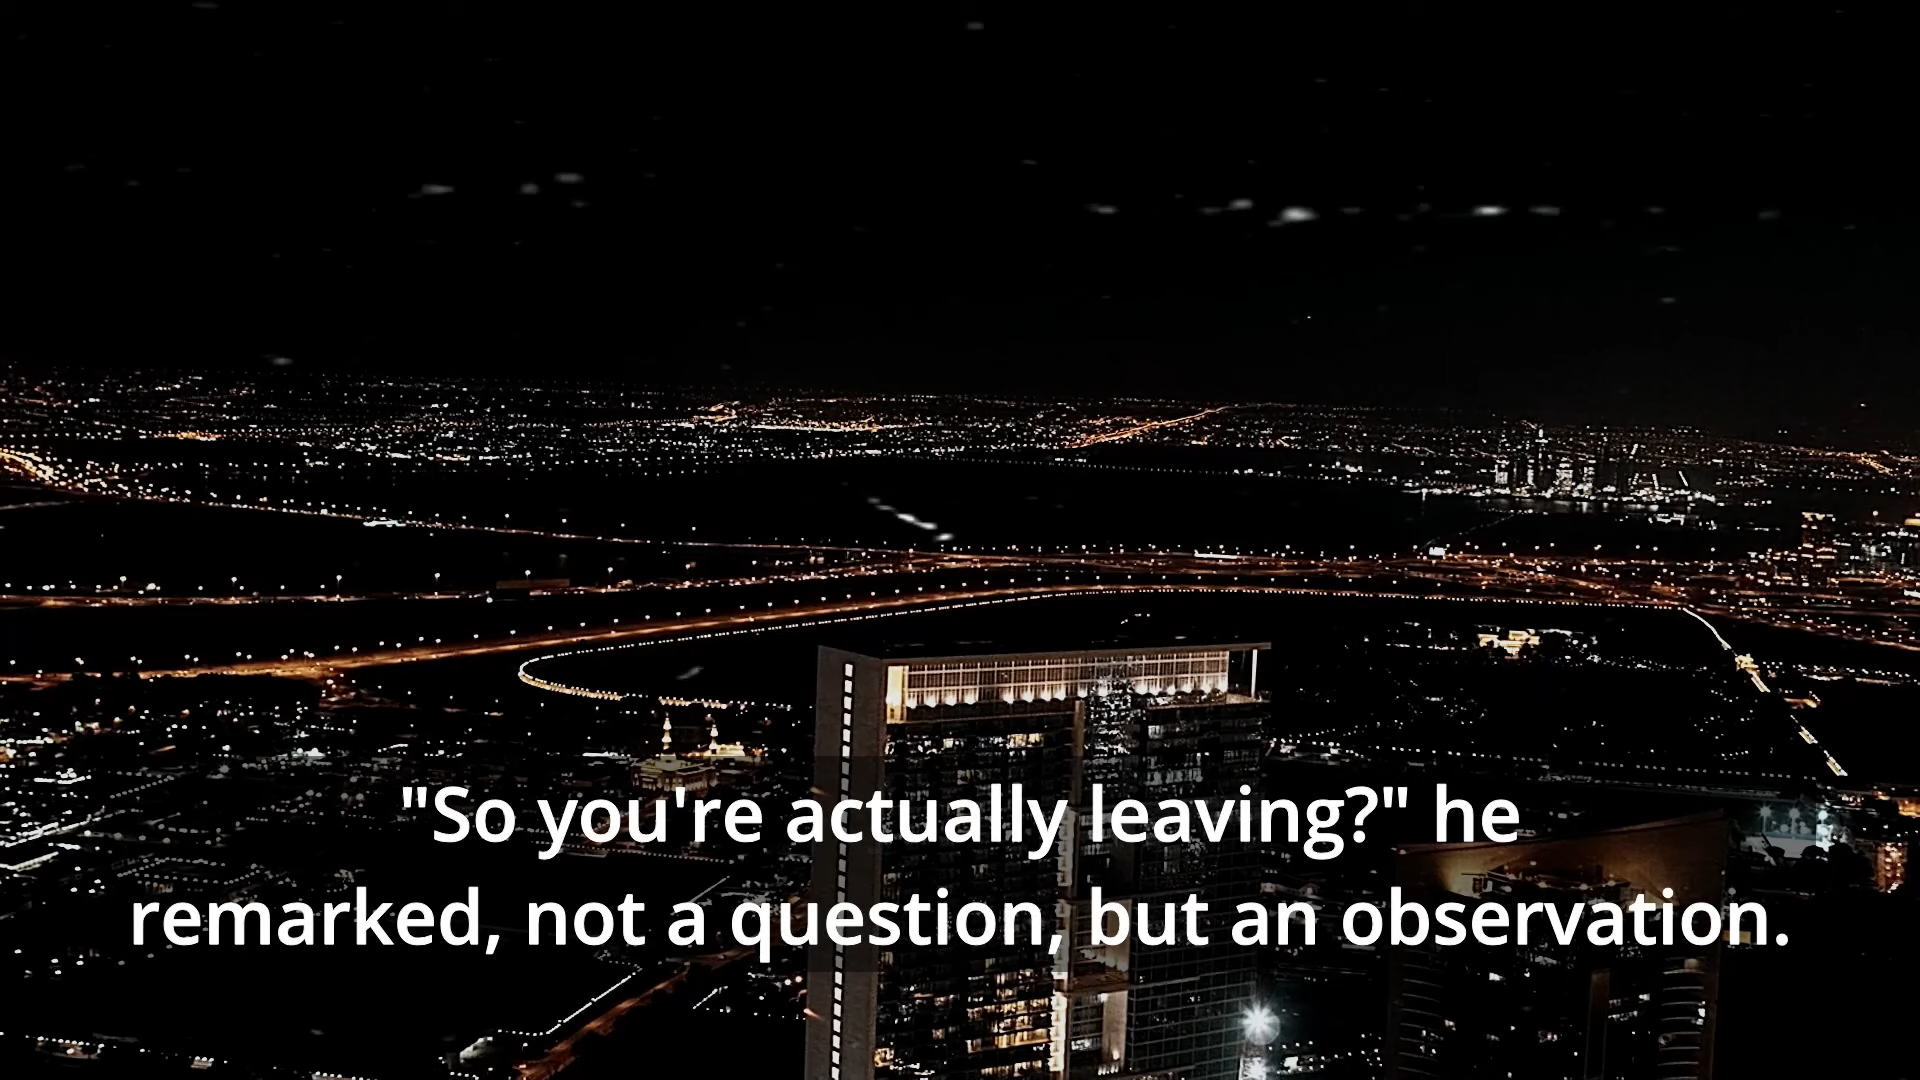 "So you're actually leaving?" he
remarked, not a question, but an observation.